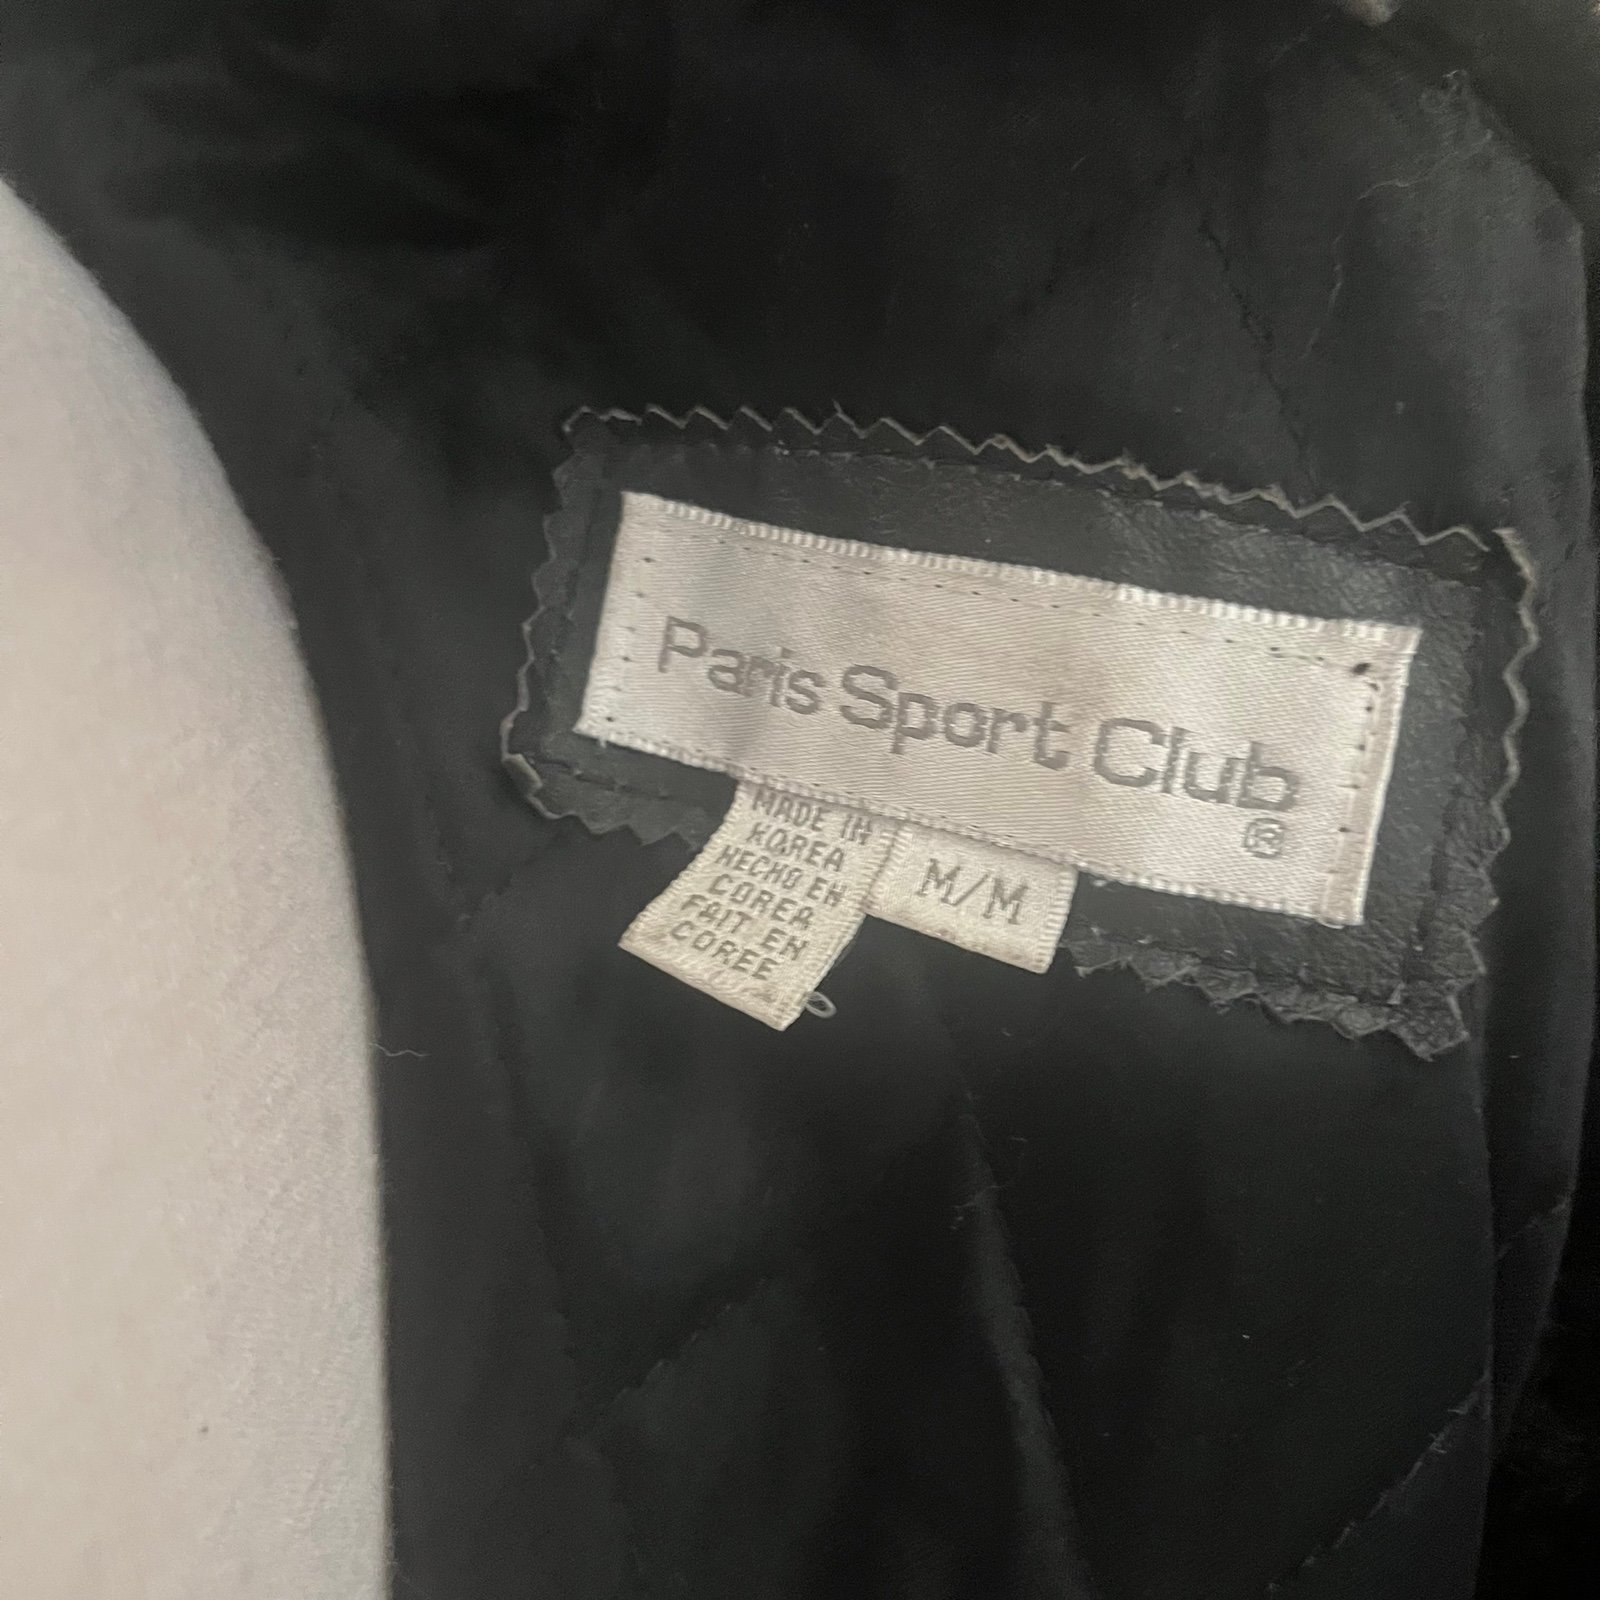 Paris Sport Club
®
MADE IN
KOREA
HECHO EN
COREA
FAIT EN
COREE
M/M